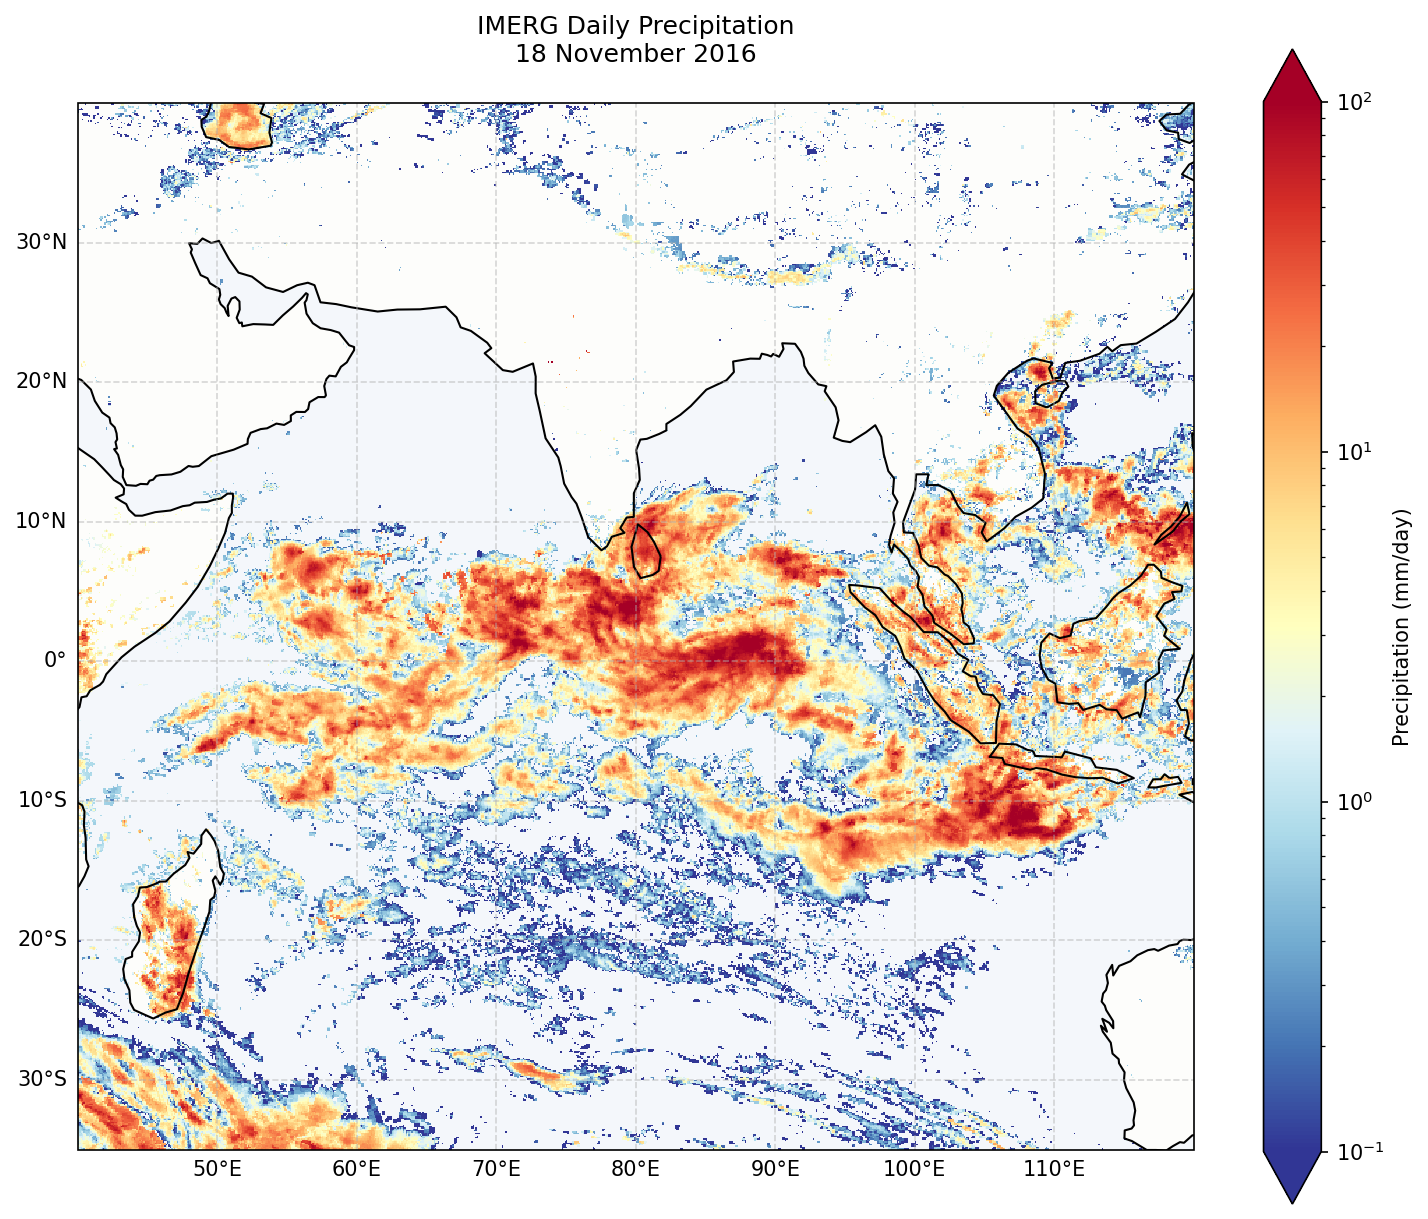 IMERG Daily Precipitation
18 November 2016
30°N
20°N
10°N
0°
10°S
20°S
30°S
50°E
60°E
70°E
80°E
90°E
100°E
110°E
10²
10¹
10⁰
10⁻¹
Precipitation (mm/day)